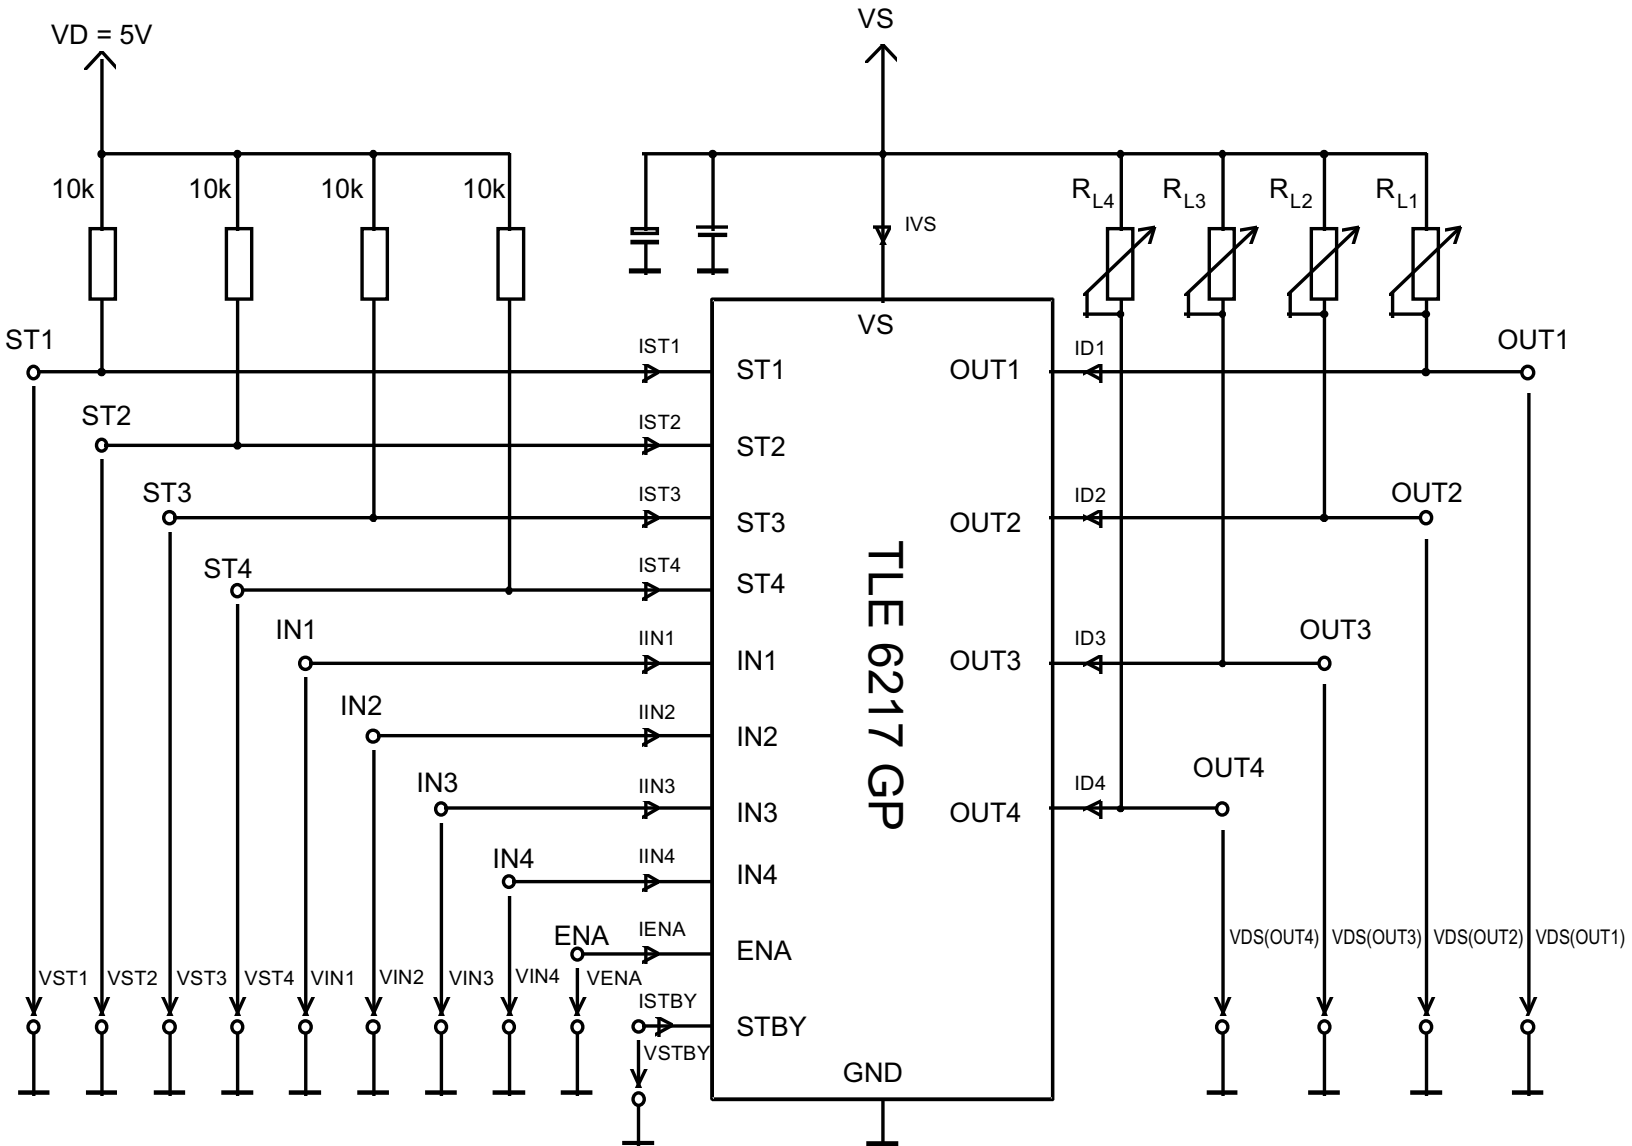 VS
VD = 5V
10k 10k 10k 10k
RL4 RL3 RL2 RL1
IVS
VS
ST1 IST1 ST1 OUT1 ID1 OUT1
ST2 IST2 ST2
ST3 IST3 ST3 OUT2 ID2 OUT2
ST4 IST4 ST4
TLE 6217 GP
IN1 IIN1 IN1 OUT3 ID3 OUT3
IN2 IIN2 IN2
IN3 IIN3 IN3 OUT4 ID4 OUT4
IN4 IIN4 IN4
ENA IENA ENA
VDS(OUT4) VDS(OUT3) VDS(OUT2) VDS(OUT1)
VST1 VST2 VST3 VST4 VIN1 VIN2 VIN3 VIN4 VENA
ISTBY STBY
VSTBY
GND